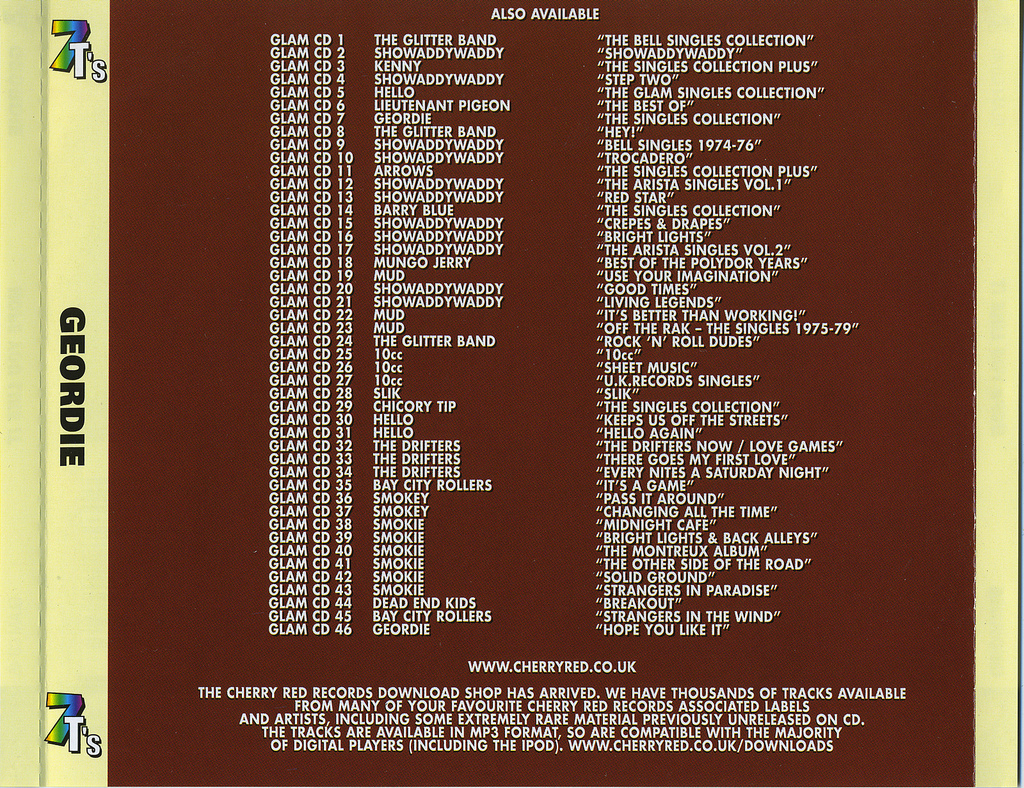 7T's
GEORDIE
7T's
ALSO AVAILABLE
GLAM CD 1 THE GLITTER BAND "THE BELL SINGLES COLLECTION"
GLAM CD 2 SHOWADDYWADDY "SHOWADDYWADDY"
GLAM CD 3 KENNY "THE SINGLES COLLECTION PLUS"
GLAM CD 4 SHOWADDYWADDY "STEP TWO"
GLAM CD 5 HELLO "THE GLAM SINGLES COLLECTION"
GLAM CD 6 LIEUTENANT PIGEON "THE BEST OF"
GLAM CD 7 GEORDIE "THE SINGLES COLLECTION"
GLAM CD 8 THE GLITTER BAND "HEY!"
GLAM CD 9 SHOWADDYWADDY "BELL SINGLES 1974-76"
GLAM CD 10 SHOWADDYWADDY "TROCADERO"
GLAM CD 11 ARROWS "THE SINGLES COLLECTION PLUS"
GLAM CD 12 SHOWADDYWADDY "THE ARISTA SINGLES VOL.1"
GLAM CD 13 SHOWADDYWADDY "RED STAR"
GLAM CD 14 BARRY BLUE "THE SINGLES COLLECTION"
GLAM CD 15 SHOWADDYWADDY "CREPES & DRAPES"
GLAM CD 16 SHOWADDYWADDY "BRIGHT LIGHTS"
GLAM CD 17 SHOWADDYWADDY "THE ARISTA SINGLES VOL.2"
GLAM CD 18 MUNGO JERRY "BEST OF THE POLYDOR YEARS"
GLAM CD 19 MUD "USE YOUR IMAGINATION"
GLAM CD 20 SHOWADDYWADDY "GOOD TIMES"
GLAM CD 21 SHOWADDYWADDY "LIVING LEGENDS"
GLAM CD 22 MUD "IT'S BETTER THAN WORKING!"
GLAM CD 23 MUD "OFF THE RAK – THE SINGLES 1975-79"
GLAM CD 24 THE GLITTER BAND "ROCK 'N' ROLL DUDES"
GLAM CD 25 10cc "10cc"
GLAM CD 26 10cc "SHEET MUSIC"
GLAM CD 27 10cc "U.K.RECORDS SINGLES"
GLAM CD 28 SLIK "SLIK"
GLAM CD 29 CHICORY TIP "THE SINGLES COLLECTION"
GLAM CD 30 HELLO "KEEPS US OFF THE STREETS"
GLAM CD 31 HELLO "HELLO AGAIN"
GLAM CD 32 THE DRIFTERS "THE DRIFTERS NOW / LOVE GAMES"
GLAM CD 33 THE DRIFTERS "THERE GOES MY FIRST LOVE"
GLAM CD 34 THE DRIFTERS "EVERY NITES A SATURDAY NIGHT"
GLAM CD 35 BAY CITY ROLLERS "IT'S A GAME"
GLAM CD 36 SMOKEY "PASS IT AROUND"
GLAM CD 37 SMOKEY "CHANGING ALL THE TIME"
GLAM CD 38 SMOKIE "MIDNIGHT CAFE"
GLAM CD 39 SMOKIE "BRIGHT LIGHTS & BACK ALLEYS"
GLAM CD 40 SMOKIE "THE MONTREUX ALBUM"
GLAM CD 41 SMOKIE "THE OTHER SIDE OF THE ROAD"
GLAM CD 42 SMOKIE "SOLID GROUND"
GLAM CD 43 SMOKIE "STRANGERS IN PARADISE"
GLAM CD 44 DEAD END KIDS "BREAKOUT"
GLAM CD 45 BAY CITY ROLLERS "STRANGERS IN THE WIND"
GLAM CD 46 GEORDIE "HOPE YOU LIKE IT"
WWW.CHERRYRED.CO.UK
THE CHERRY RED RECORDS DOWNLOAD SHOP HAS ARRIVED. WE HAVE THOUSANDS OF TRACKS AVAILABLE
FROM MANY OF YOUR FAVOURITE CHERRY RED RECORDS ASSOCIATED LABELS
AND ARTISTS, INCLUDING SOME EXTREMELY RARE MATERIAL PREVIOUSLY UNRELEASED ON CD.
THE TRACKS ARE AVAILABLE IN MP3 FORMAT, SO ARE COMPATIBLE WITH THE MAJORITY
OF DIGITAL PLAYERS (INCLUDING THE IPOD). WWW.CHERRYRED.CO.UK/DOWNLOADS